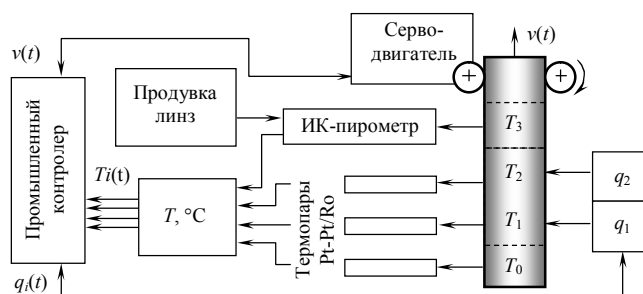 v(t)
Серво-
двигатель
v(t)
+
+
Продувка
линз
ИК-пирометр
T3
Промышленный
контролер
Ti(t)
T, °C
Термопары
Pt-Pt/Ro
T2
q2
T1
q1
T0
qi(t)